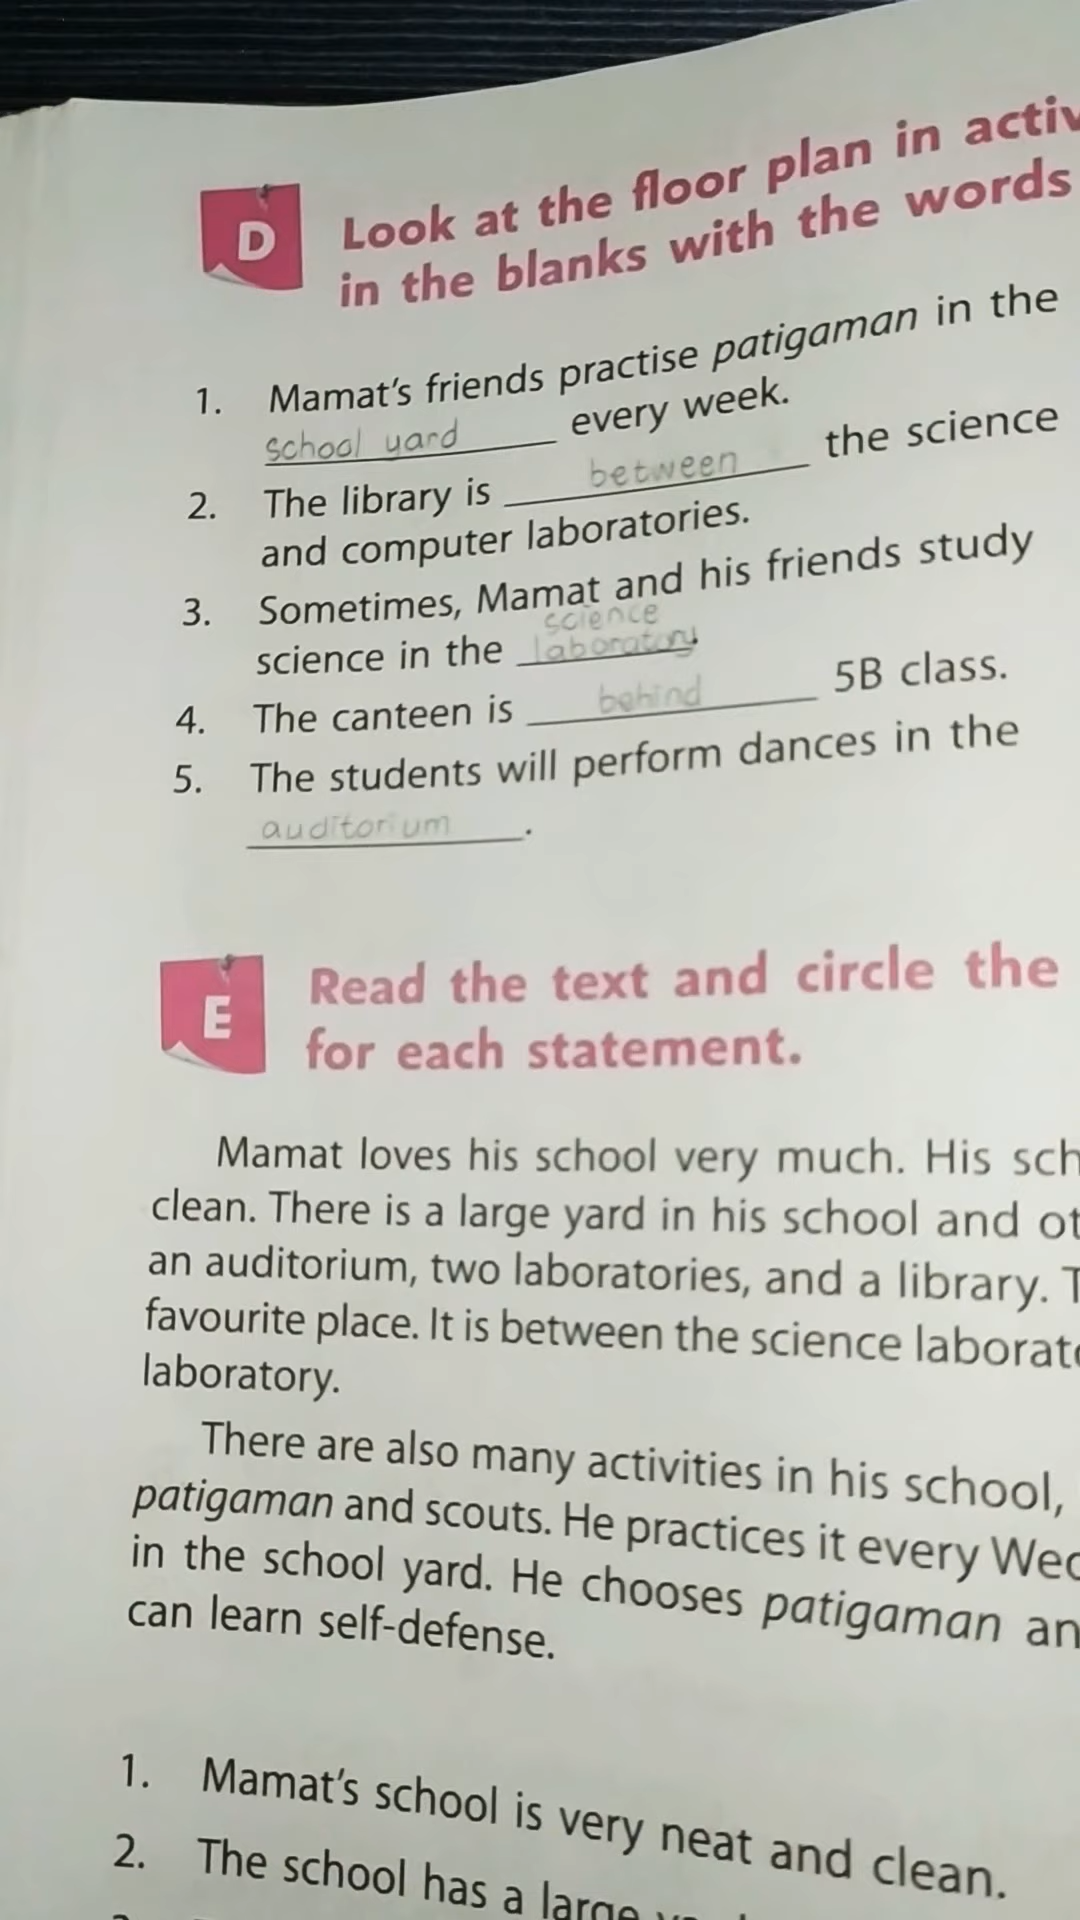 D
Look at the floor plan in
in the blanks with the words
1. Mamat's friends practise patigaman in the
school yard every week.
2. The library is between the science
and computer laboratories.
3. Sometimes, Mamat and his friends study
science
science in the laboratory.
4. The canteen is behind 5B class.
5. The students will perform dances in the
auditorium.
E
Read the text and circle the
for each statement.
Mamat loves his school very much. His
clean. There is a large yard in his school and
an auditorium, two laboratories, and a library.
favourite place. It is between the science
laboratory.
There are also many activities in his school,
patigaman and scouts. He practices it every
in the school yard. He chooses patigaman
can learn self-defense.
1. Mamat's school is very neat and clean.
2. The school has a large